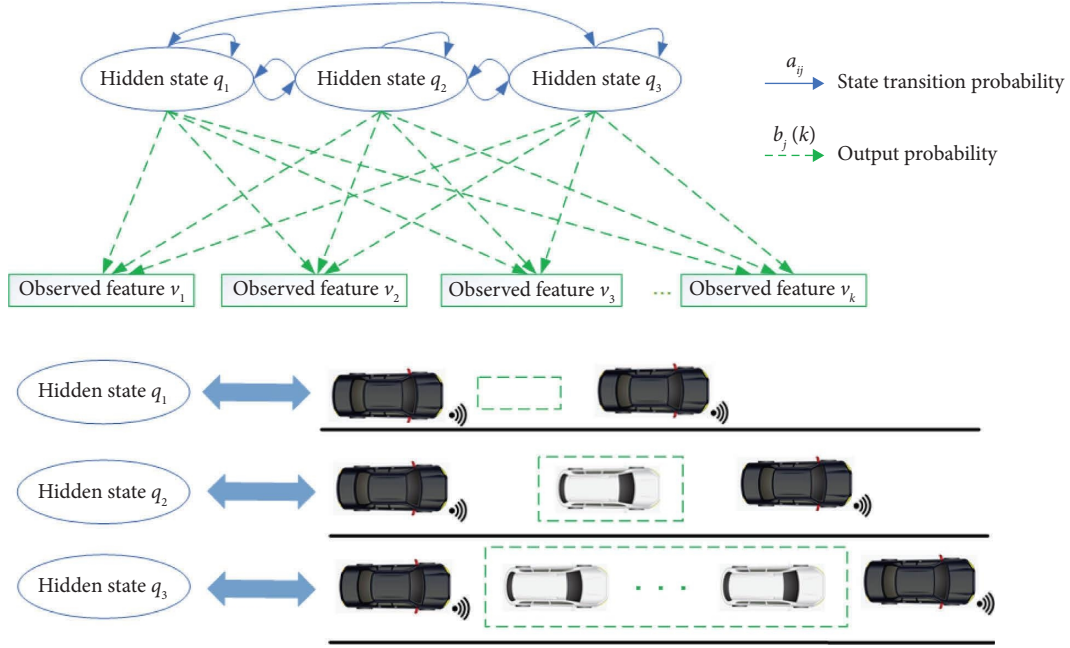 Hidden state q1
Hidden state q2
Hidden state q3
aij
State transition probability
bj (k)
Output probability
Observed feature v1
Observed feature v2
Observed feature v3
...
Observed feature vk
Hidden state q1
Hidden state q2
Hidden state q3